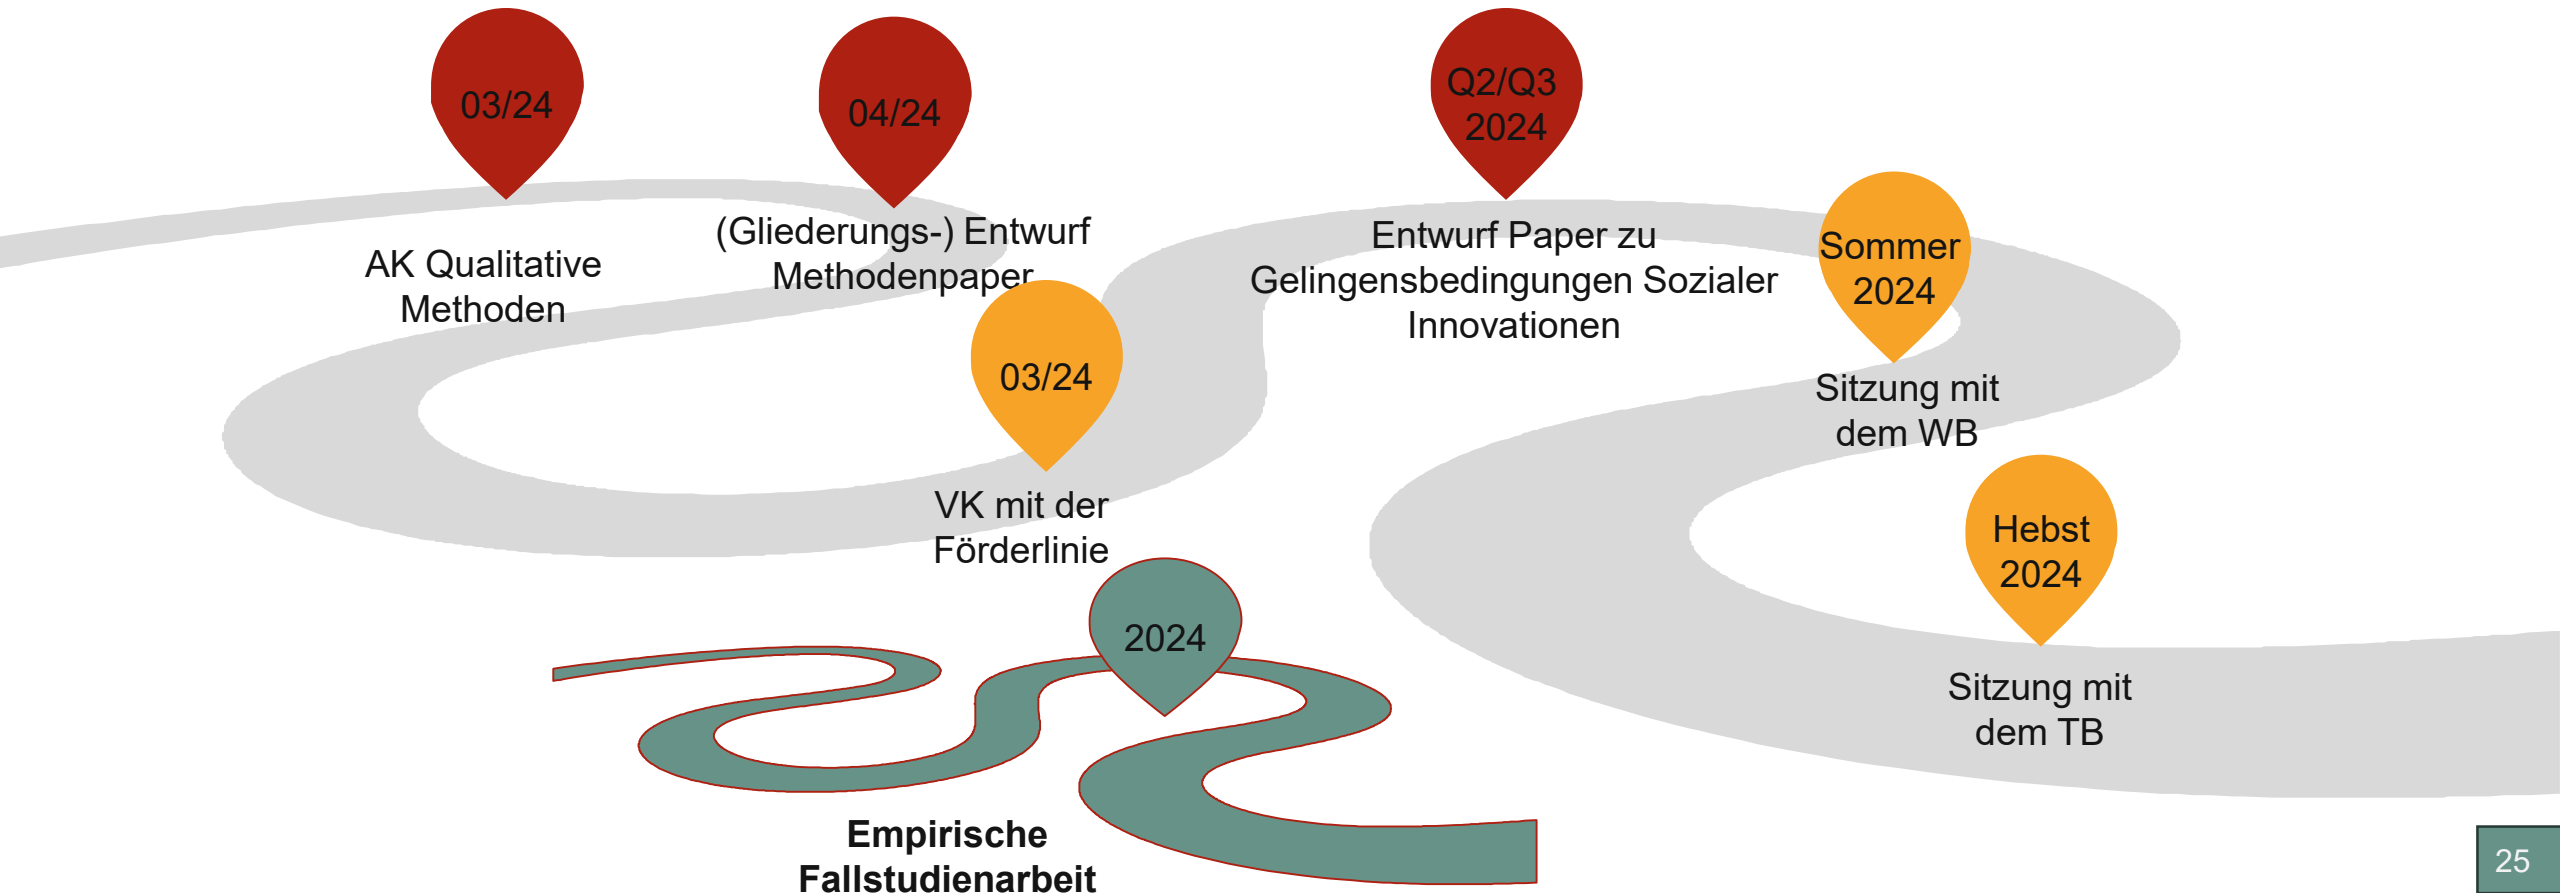 03/24
AK Qualitative
Methoden
04/24
(Gliederungs-) Entwurf
Methodenpaper
03/24
VK mit der
Förderlinie
Q2/Q3
2024
Entwurf Paper zu
Gelingensbedingungen Sozialer
Innovationen
Sommer
2024
Sitzung mit
dem WB
Hebst
2024
Sitzung mit
dem TB
2024
Empirische
Fallstudienarbeit
25